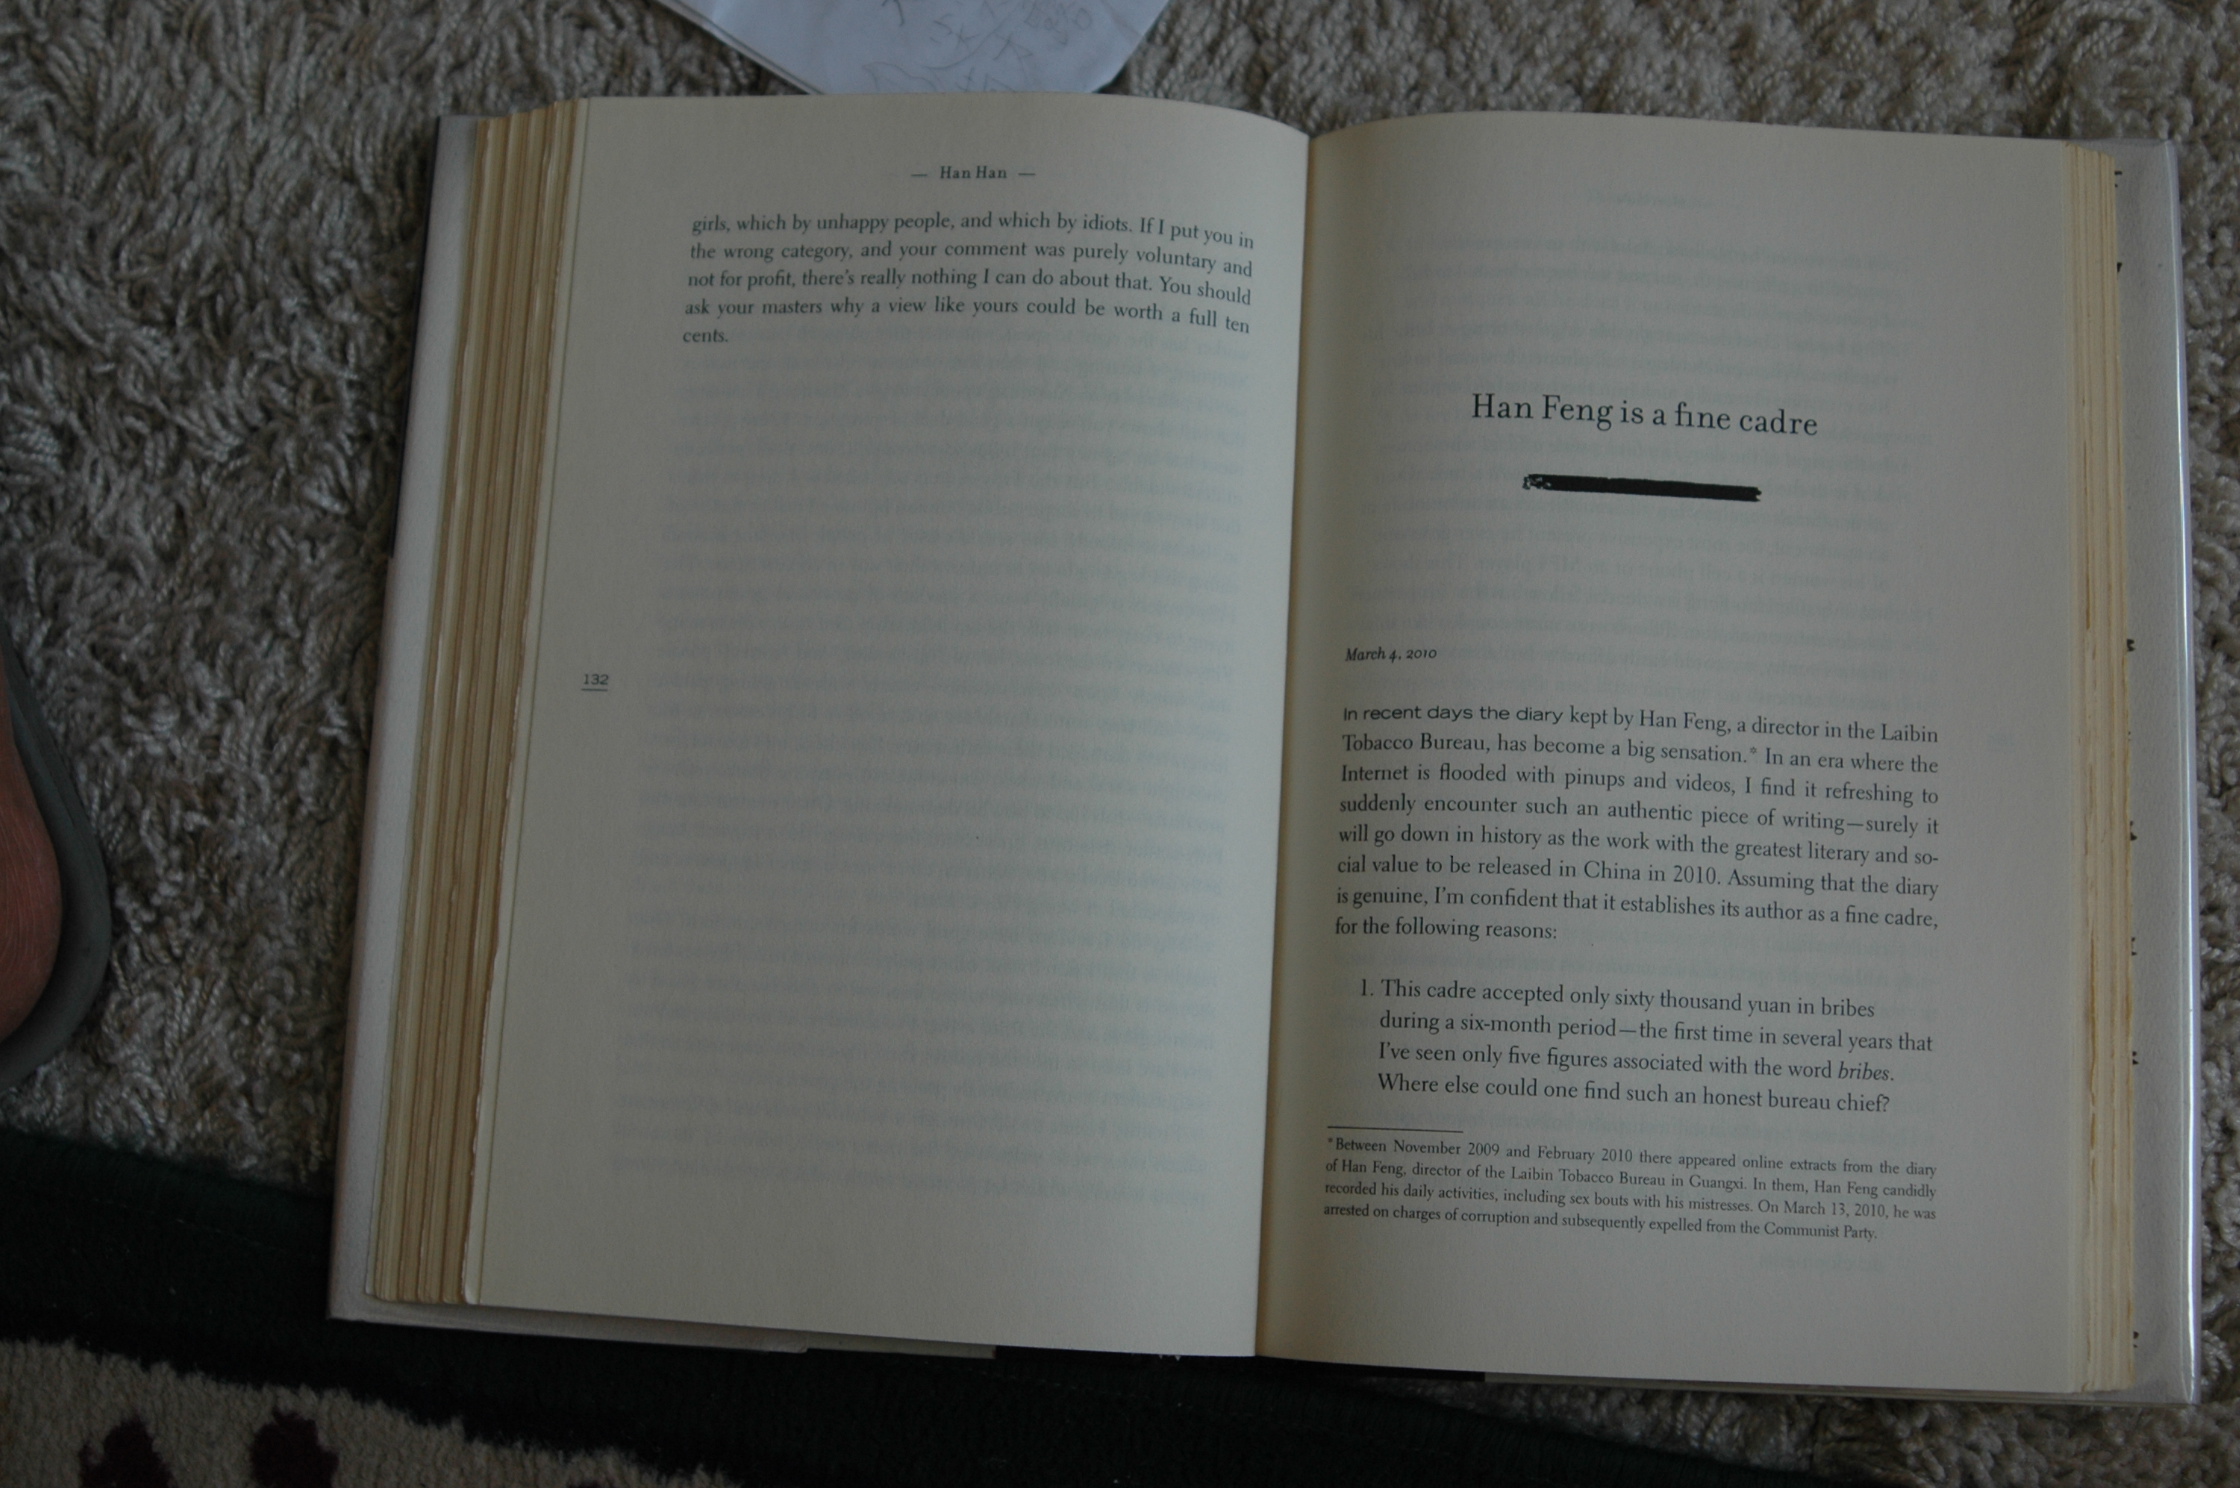 — Han Han —
girls, which by unhappy people, and which by idiots. If I put you in
the wrong category, and your comment was purely voluntary and
not for profit, there's really nothing I can do about that. You should
ask your masters why a view like yours could be worth a full ten
cents.
132
Han Feng is a fine cadre
March 4, 2010
In recent days the diary kept by Han Feng, a director in the Laibin
Tobacco Bureau, has become a big sensation.* In an era where the
Internet is flooded with pinups and videos, I find it refreshing to
suddenly encounter such an authentic piece of writing—surely it
will go down in history as the work with the greatest literary and so-
cial value to be released in China in 2010. Assuming that the diary
is genuine, I'm confident that it establishes its author as a fine cadre,
for the following reasons:
1. This cadre accepted only sixty thousand yuan in bribes
during a six-month period—the first time in several years that
I've seen only five figures associated with the word bribes.
Where else could one find such an honest bureau chief?
* Between November 2009 and February 2010 there appeared online extracts from the diary
of Han Feng, director of the Laibin Tobacco Bureau in Guangxi. In them, Han Feng candidly
recorded his daily activities, including sex bouts with his mistresses. On March 13, 2010, he was
arrested on charges of corruption and subsequently expelled from the Communist Party.